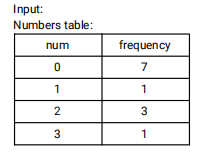 Input:
Numbers table:
num frequency
0 7
1 1
2 3
3 1